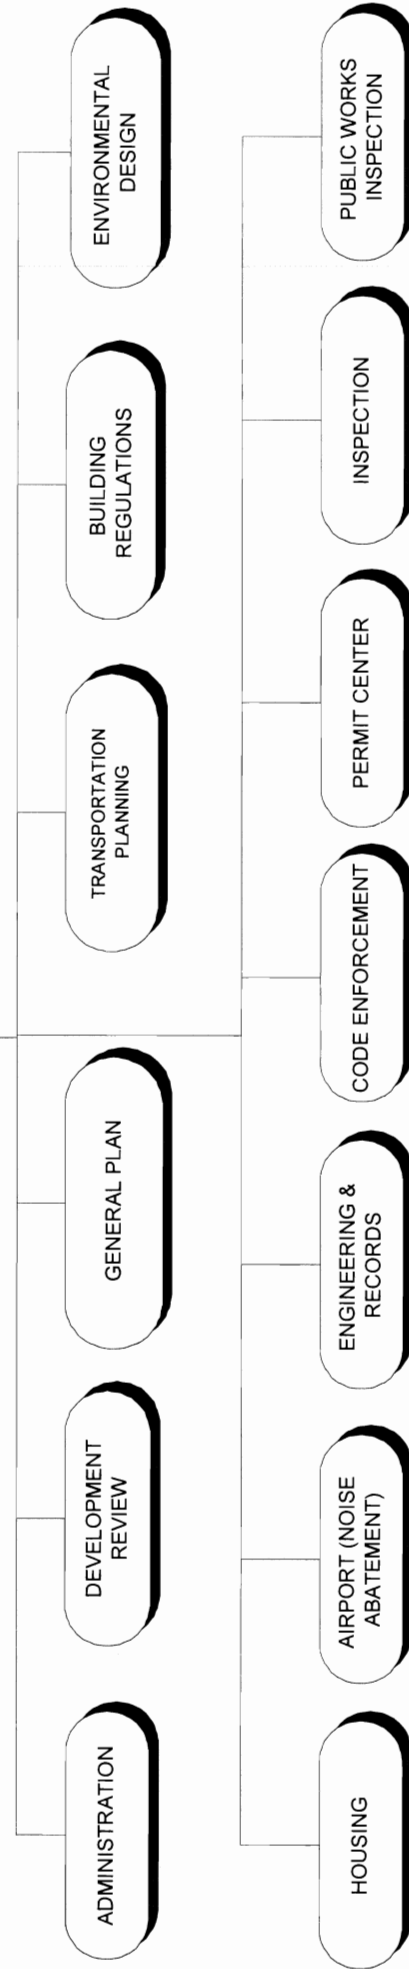 ADMINISTRATION
DEVELOPMENT
REVIEW
GENERAL PLAN
TRANSPORTATION
PLANNING
BUILDING
REGULATIONS
ENVIRONMENTAL
DESIGN
HOUSING
AIRPORT (NOISE
ABATEMENT)
ENGINEERING &
RECORDS
CODE ENFORCEMENT
PERMIT CENTER
INSPECTION
PUBLIC WORKS
INSPECTION